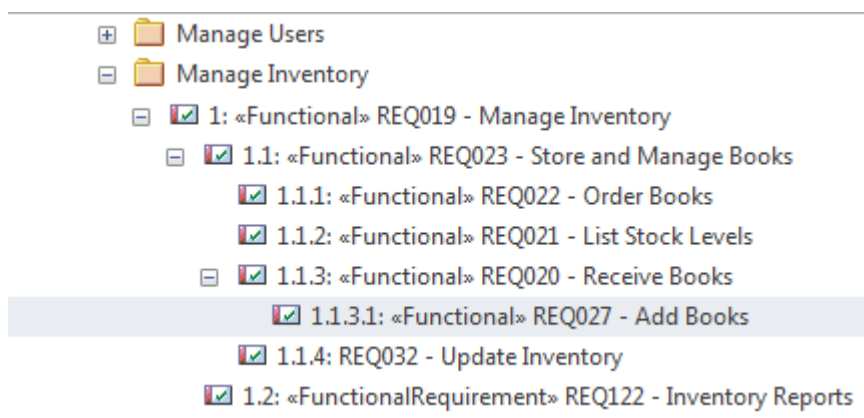 Manage Users
Manage Inventory
1: «Functional» REQ019 - Manage Inventory
1.1: «Functional» REQ023 - Store and Manage Books
1.1.1: «Functional» REQ022 - Order Books
1.1.2: «Functional» REQ021 - List Stock Levels
1.1.3: «Functional» REQ020 - Receive Books
1.1.3.1: «Functional» REQ027 - Add Books
1.1.4: REQ032 - Update Inventory
1.2: «FunctionalRequirement» REQ122 - Inventory Reports